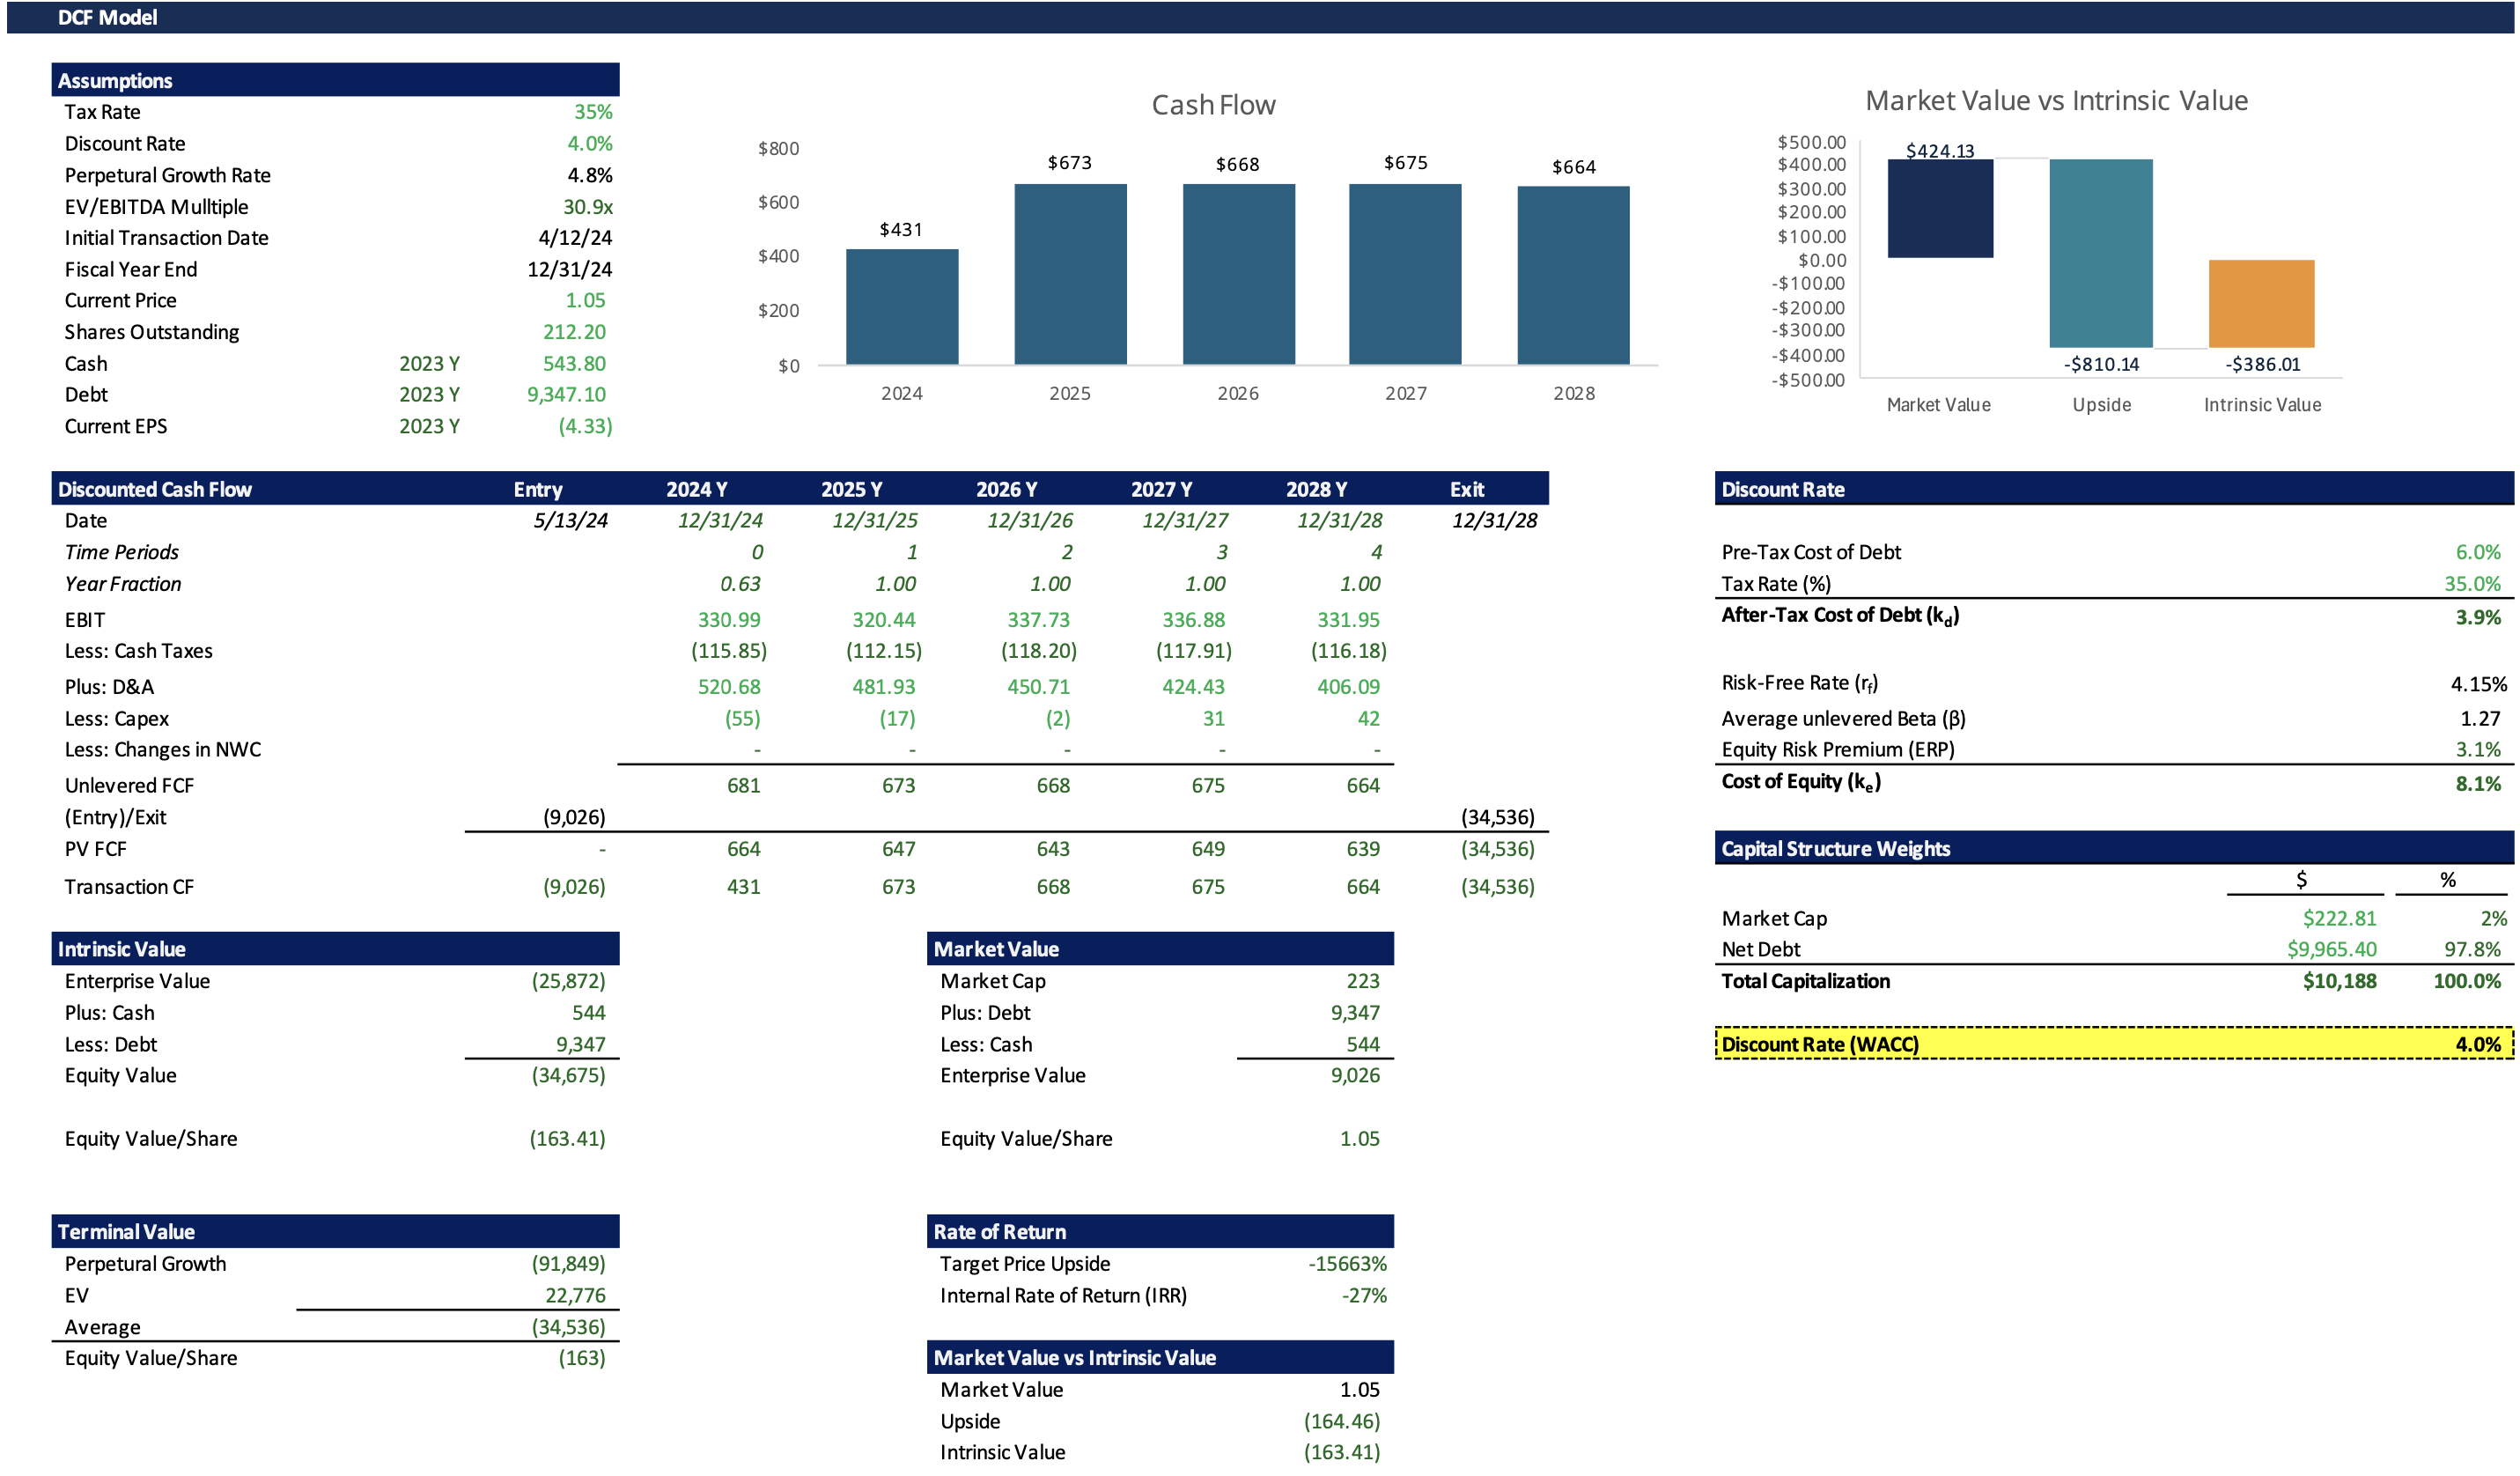 DCF Model
Assumptions
Tax Rate 35%
Discount Rate 4.0%
Perpetural Growth Rate 4.8%
EV/EBITDA Mulltiple 30.9x
Initial Transaction Date 4/12/24
Fiscal Year End 12/31/24
Current Price 1.05
Shares Outstanding 212.20
Cash 2023 Y 543.80
Debt 2023 Y 9,347.10
Current EPS 2023 Y (4.33)
Cash Flow
$800
$600
$400
$200
$0
$431 $673 $668 $675 $664
2024 2025 2026 2027 2028
Market Value vs Intrinsic Value
$500.00
$400.00
$300.00
$200.00
$100.00
$0.00
-$100.00
-$200.00
-$300.00
-$400.00
-$500.00
$424.13
-$810.14 -$386.01
Market Value Upside Intrinsic Value
Discounted Cash Flow Entry 2024 Y 2025 Y 2026 Y 2027 Y 2028 Y Exit
Date 5/13/24 12/31/24 12/31/25 12/31/26 12/31/27 12/31/28 12/31/28
Time Periods 0 1 2 3 4
Year Fraction 0.63 1.00 1.00 1.00 1.00
EBIT 330.99 320.44 337.73 336.88 331.95
Less: Cash Taxes (115.85) (112.15) (118.20) (117.91) (116.18)
Plus: D&A 520.68 481.93 450.71 424.43 406.09
Less: Capex (55) (17) (2) 31 42
Less: Changes in NWC - - - - -
Unlevered FCF 681 673 668 675 664
(Entry)/Exit (9,026) (34,536)
PV FCF - 664 647 643 649 639 (34,536)
Transaction CF (9,026) 431 673 668 675 664 (34,536)
Discount Rate
Pre-Tax Cost of Debt 6.0%
Tax Rate (%) 35.0%
After-Tax Cost of Debt (kd) 3.9%
Risk-Free Rate (rf) 4.15%
Average unlevered Beta (β) 1.27
Equity Risk Premium (ERP) 3.1%
Cost of Equity (ke) 8.1%
Capital Structure Weights
$ %
Market Cap $222.81 2%
Net Debt $9,965.40 97.8%
Total Capitalization $10,188 100.0%
Discount Rate (WACC) 4.0%
Intrinsic Value
Enterprise Value (25,872)
Plus: Cash 544
Less: Debt 9,347
Equity Value (34,675)
Equity Value/Share (163.41)
Market Value
Market Cap 223
Plus: Debt 9,347
Less: Cash 544
Enterprise Value 9,026
Equity Value/Share 1.05
Terminal Value
Perpetural Growth (91,849)
EV 22,776
Average (34,536)
Equity Value/Share (163)
Rate of Return
Target Price Upside -15663%
Internal Rate of Return (IRR) -27%
Market Value vs Intrinsic Value
Market Value 1.05
Upside (164.46)
Intrinsic Value (163.41)